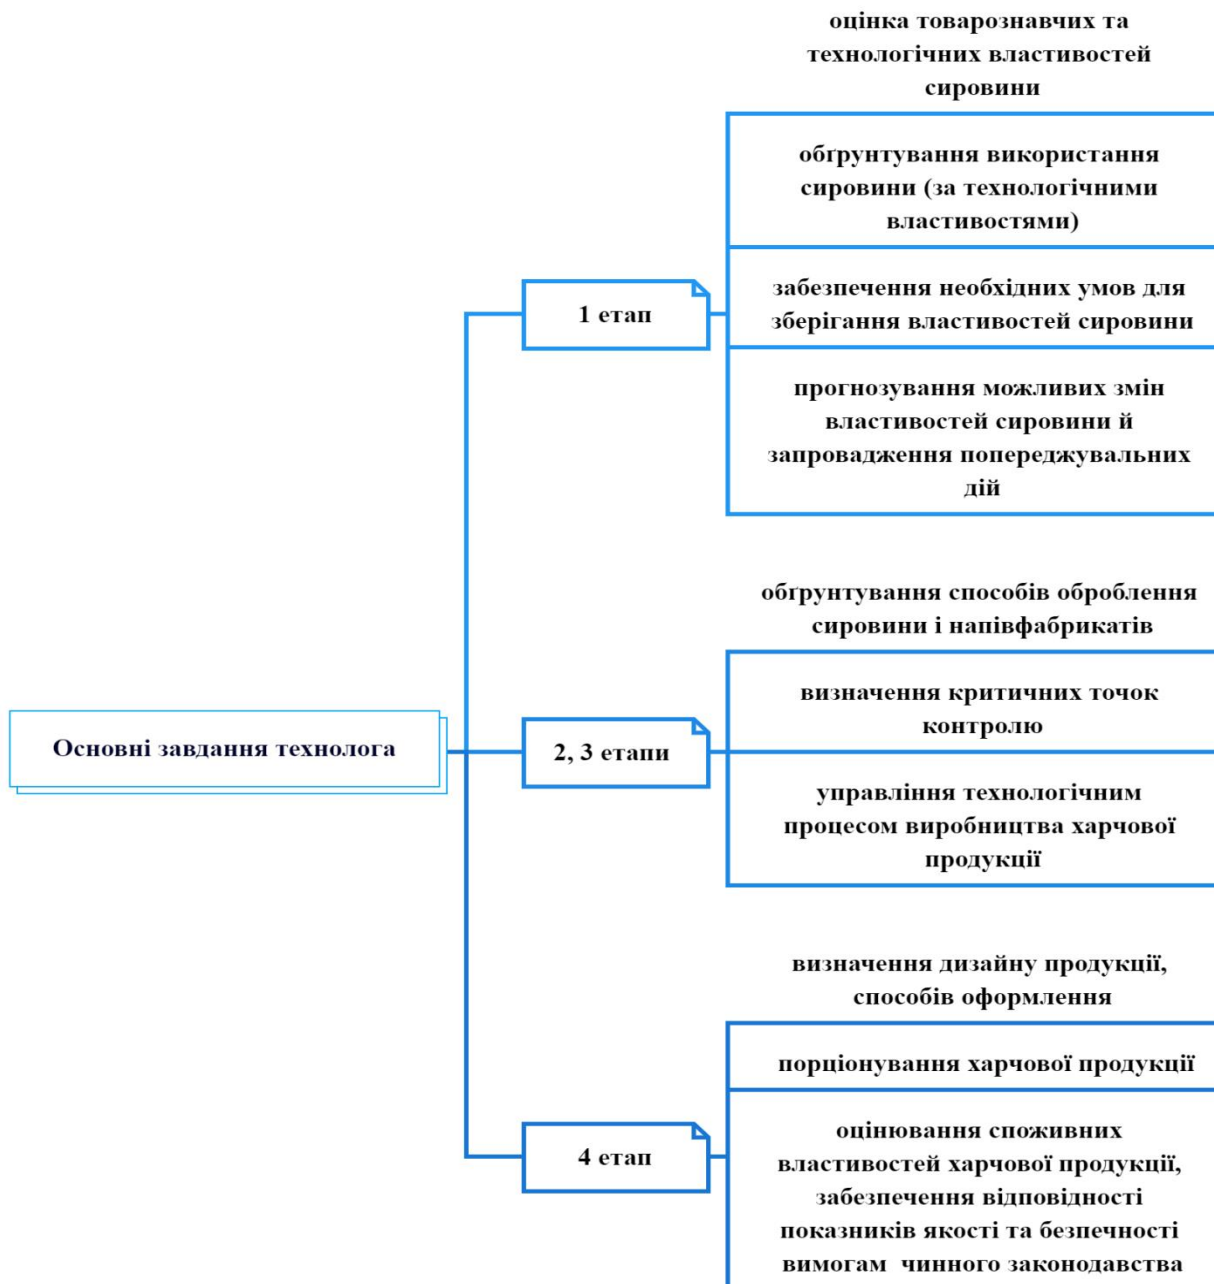 оцінка товарознавчих та
технологічних властивостей
сировини
обґрунтування використання
сировини (за технологічними
властивостями)
забезпечення необхідних умов для
зберігання властивостей сировини
1 етап
прогнозування можливих змін
властивостей сировини й
запровадження попереджувальних
дій
обґрунтування способів оброблення
сировини і напівфабрикатів
визначення критичних точок
контролю
Основні завдання технолога
2, 3 етапи
управління технологічним
процесом виробництва харчової
продукції
визначення дизайну продукції,
способів оформлення
порціонування харчової продукції
4 етап
оцінювання споживних
властивостей харчової продукції,
забезпечення відповідності
показників якості та безпечності
вимогам  чинного законодавства